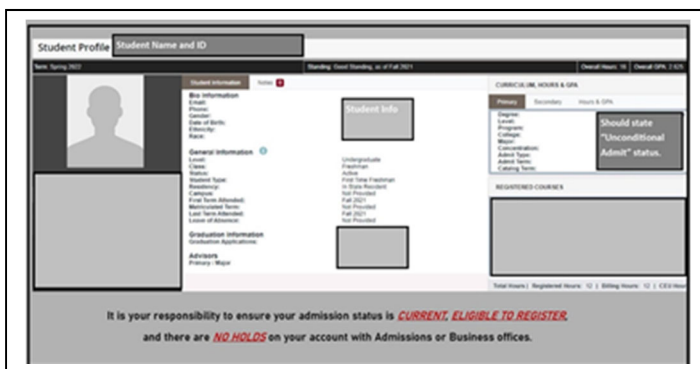 Student Profile Student Name and ID
Term: Spring 2022 Standing: Good Standing, as of Fall 2021 Overall Hours: 16 Overall GPA: 2.625
Student Information Notes
Bio Information
Email:
Phone:
Gender:
Date of Birth:
Ethnicity:
Race:
Student Info
General Information
Level: Undergraduate
Class: Freshman
Status: Active
Student Type: First Time Freshman
Residency: In State Resident
Campus: Not Provided
First Term Attended: Fall 2021
Matriculated Term: Not Provided
Last Term Attended: Fall 2021
Leave of Absence: Not Provided
Graduation Information
Graduation Applications:
Advisors
Primary / Major
CURRICULUM, HOURS & GPA
Primary Secondary Hours & GPA
Degree:
Level:
Program:
College:
Major:
Concentration:
Admit Type:
Admit Term:
Catalog Term:
Should state
"Unconditional
Admit" status.
REGISTERED COURSES
Total Hours | Registered Hours: 12 | Billing Hours: 12 | CEU Hour
It is your responsibility to ensure your admission status is CURRENT, ELIGIBLE TO REGISTER,
and there are NO HOLDS on your account with Admissions or Business offices.